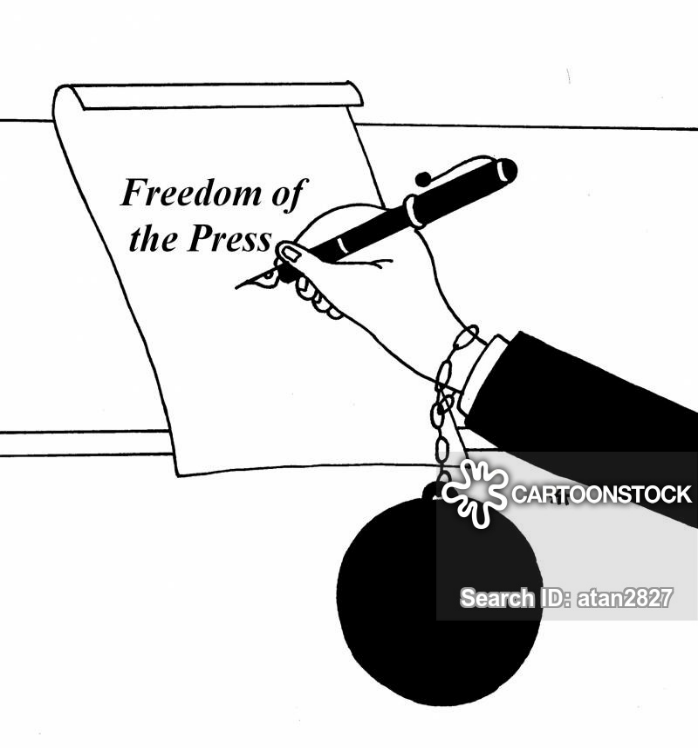 Freedom of
the Press
CARTOONSTOCK
Search ID: atan2827